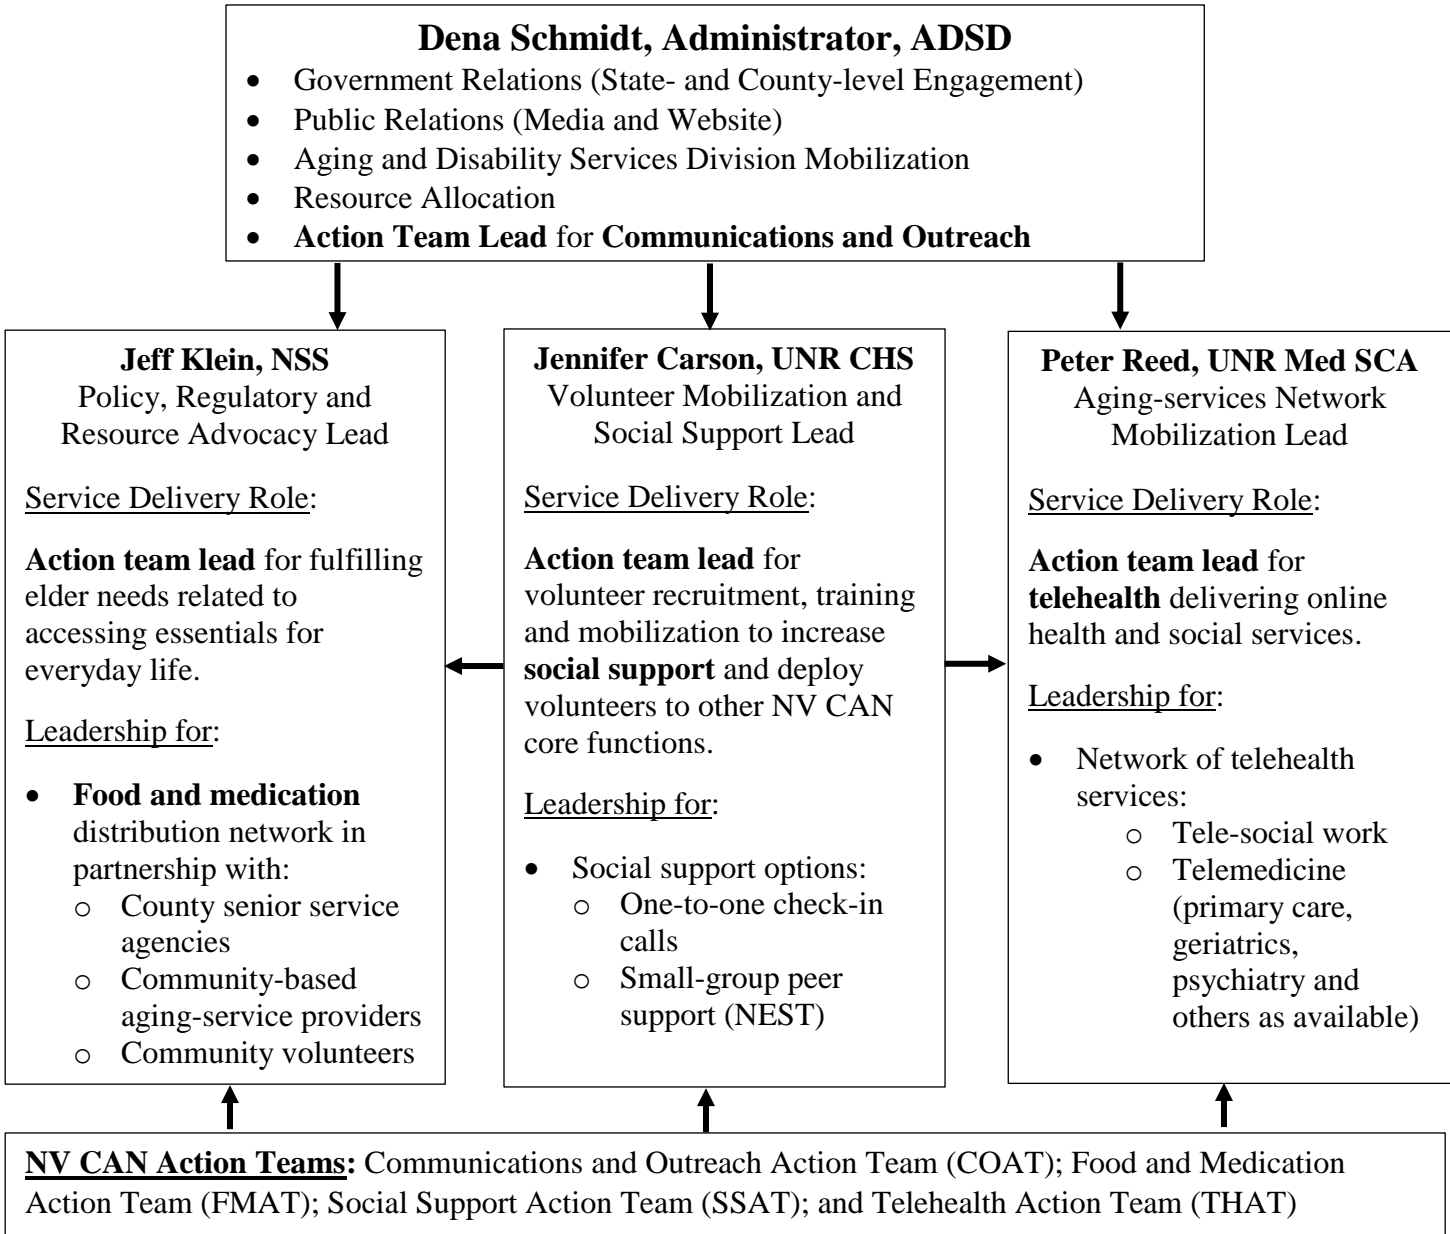 Dena Schmidt, Administrator, ADSD
• Government Relations (State- and County-level Engagement)
• Public Relations (Media and Website)
• Aging and Disability Services Division Mobilization
• Resource Allocation
• Action Team Lead for Communications and Outreach
Jeff Klein, NSS
Policy, Regulatory and
Resource Advocacy Lead
Service Delivery Role:
Action team lead for fulfilling
elder needs related to
accessing essentials for
everyday life.
Leadership for:
• Food and medication
distribution network in
partnership with:
o County senior service
agencies
o Community-based
aging-service providers
o Community volunteers
Jennifer Carson, UNR CHS
Volunteer Mobilization and
Social Support Lead
Service Delivery Role:
Action team lead for
volunteer recruitment, training
and mobilization to increase
social support and deploy
volunteers to other NV CAN
core functions.
Leadership for:
• Social support options:
o One-to-one check-in
calls
o Small-group peer
support (NEST)
Peter Reed, UNR Med SCA
Aging-services Network
Mobilization Lead
Service Delivery Role:
Action team lead for
telehealth delivering online
health and social services.
Leadership for:
• Network of telehealth
services:
o Tele-social work
o Telemedicine
(primary care,
geriatrics,
psychiatry and
others as available)
NV CAN Action Teams: Communications and Outreach Action Team (COAT); Food and Medication
Action Team (FMAT); Social Support Action Team (SSAT); and Telehealth Action Team (THAT)